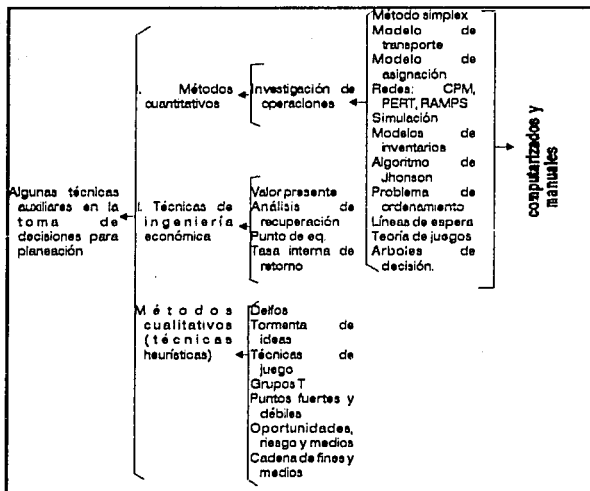 Algunas técnicas
auxiliares en la
toma de
decisiones para
planeación
I. Métodos
cuantitativos
I. Técnicas de
ingeniería
económica
Métodos
cualitativos
(técnicas
heurísticas)
Investigación de
operaciones
Valor presente
Análisis de
recuperación
Punto de eq.
Tasa interna de
retorno
Delfos
Tormenta de
ideas
Técnicas de
juego
Grupos T
Puntos fuertes y
débiles
Oportunidades,
riesgo y medios
Cadena de fines y
medios
Método simplex
Modelo de
transporte
Modelo de
asignación
Redes: CPM,
PERT, RAMPS
Simulación
Modelos de
inventarios
Algoritmo de
Jhonson
Problema de
ordenamiento
Líneas de espera
Teoría de juegos
Arboles de
decisión.
computarizados y
manuales